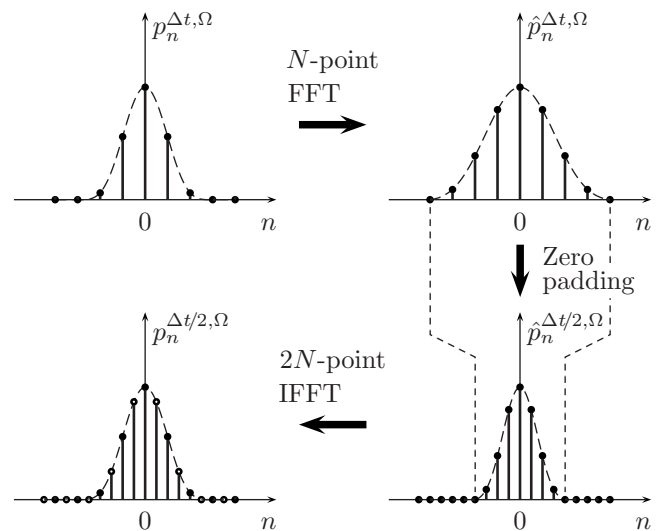 p_n^{Δt,Ω}
N-point
FFT
p̂_n^{Δt,Ω}
0
n
0
n
Zero
padding
p_n^{Δt/2,Ω}
2N-point
IFFT
p̂_n^{Δt/2,Ω}
0
n
0
n